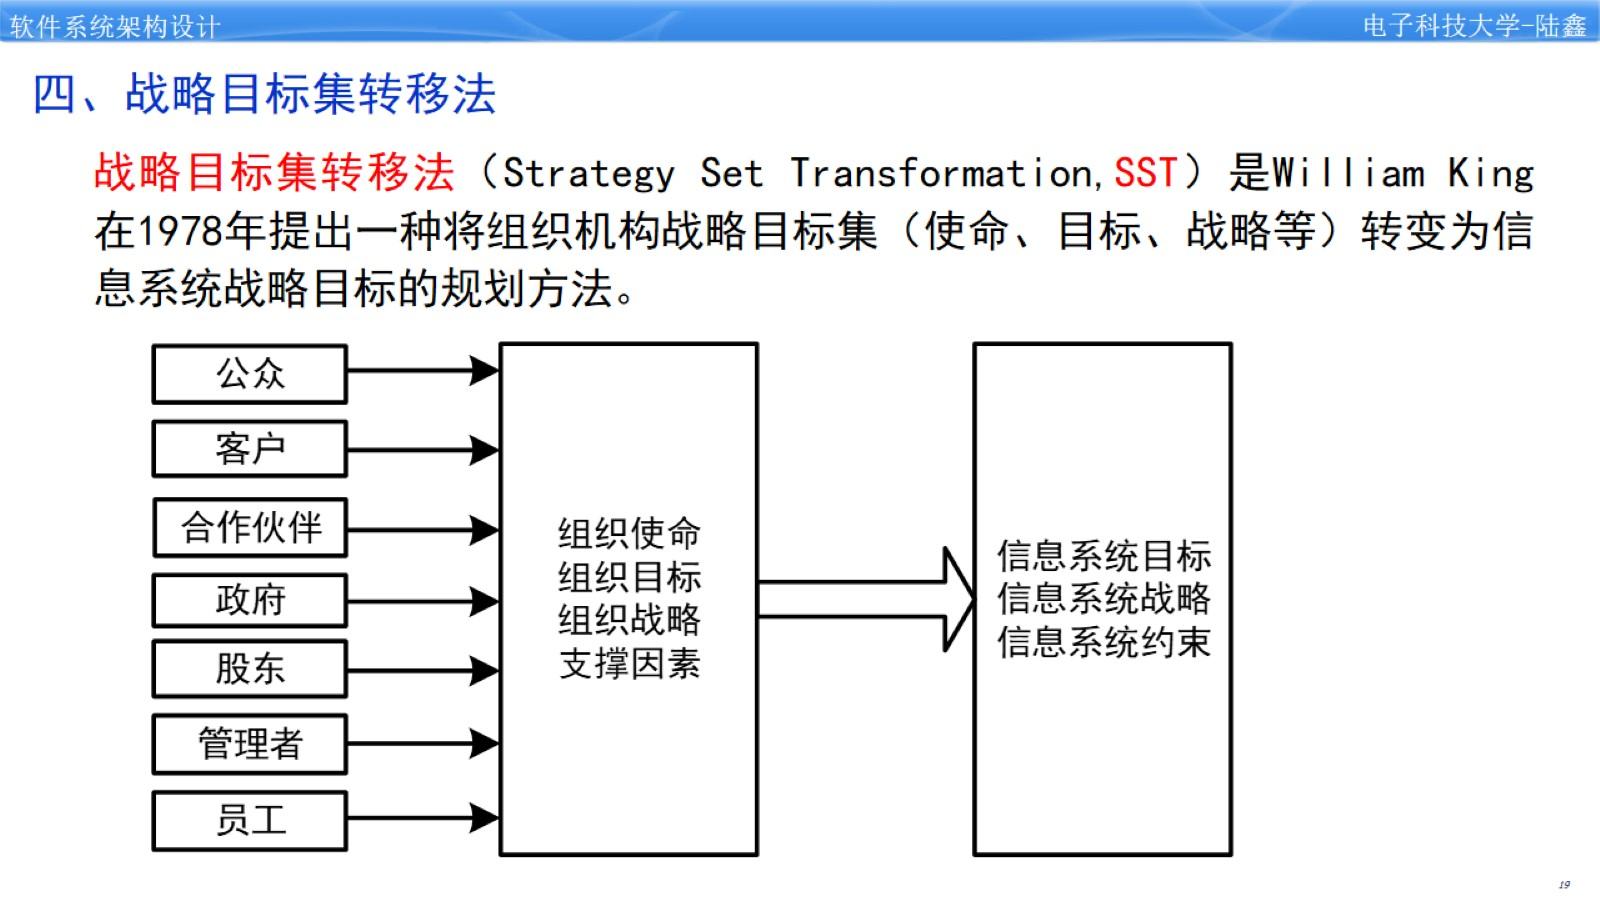 软件系统架构设计
电子科技大学-陆鑫
四、战略目标集转移法
战略目标集转移法（Strategy Set Transformation,SST）是William King
在1978年提出一种将组织机构战略目标集（使命、目标、战略等）转变为信
息系统战略目标的规划方法。
公众
客户
合作伙伴
政府
股东
管理者
员工
组织使命
组织目标
组织战略
支撑因素
信息系统目标
信息系统战略
信息系统约束
19